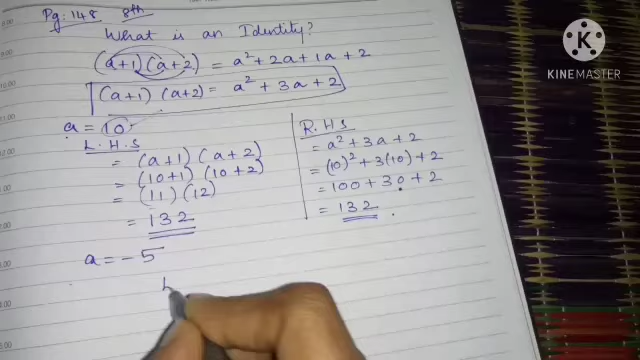 Pg: 148 8th
What is an Identity?
(a+1) (a+2) = a² + 2a + 1a + 2
(a+1) (a+2) = a² + 3a + 2
a = 10
L.H.S
= (a+1) (a+2)
= (10+1) (10+2)
= (11) (12)
= 132
R.H.S
= a² + 3a + 2
= (10)² + 3(10) + 2
= 100 + 30 + 2
= 132
a = -5
L
KINEMASTER